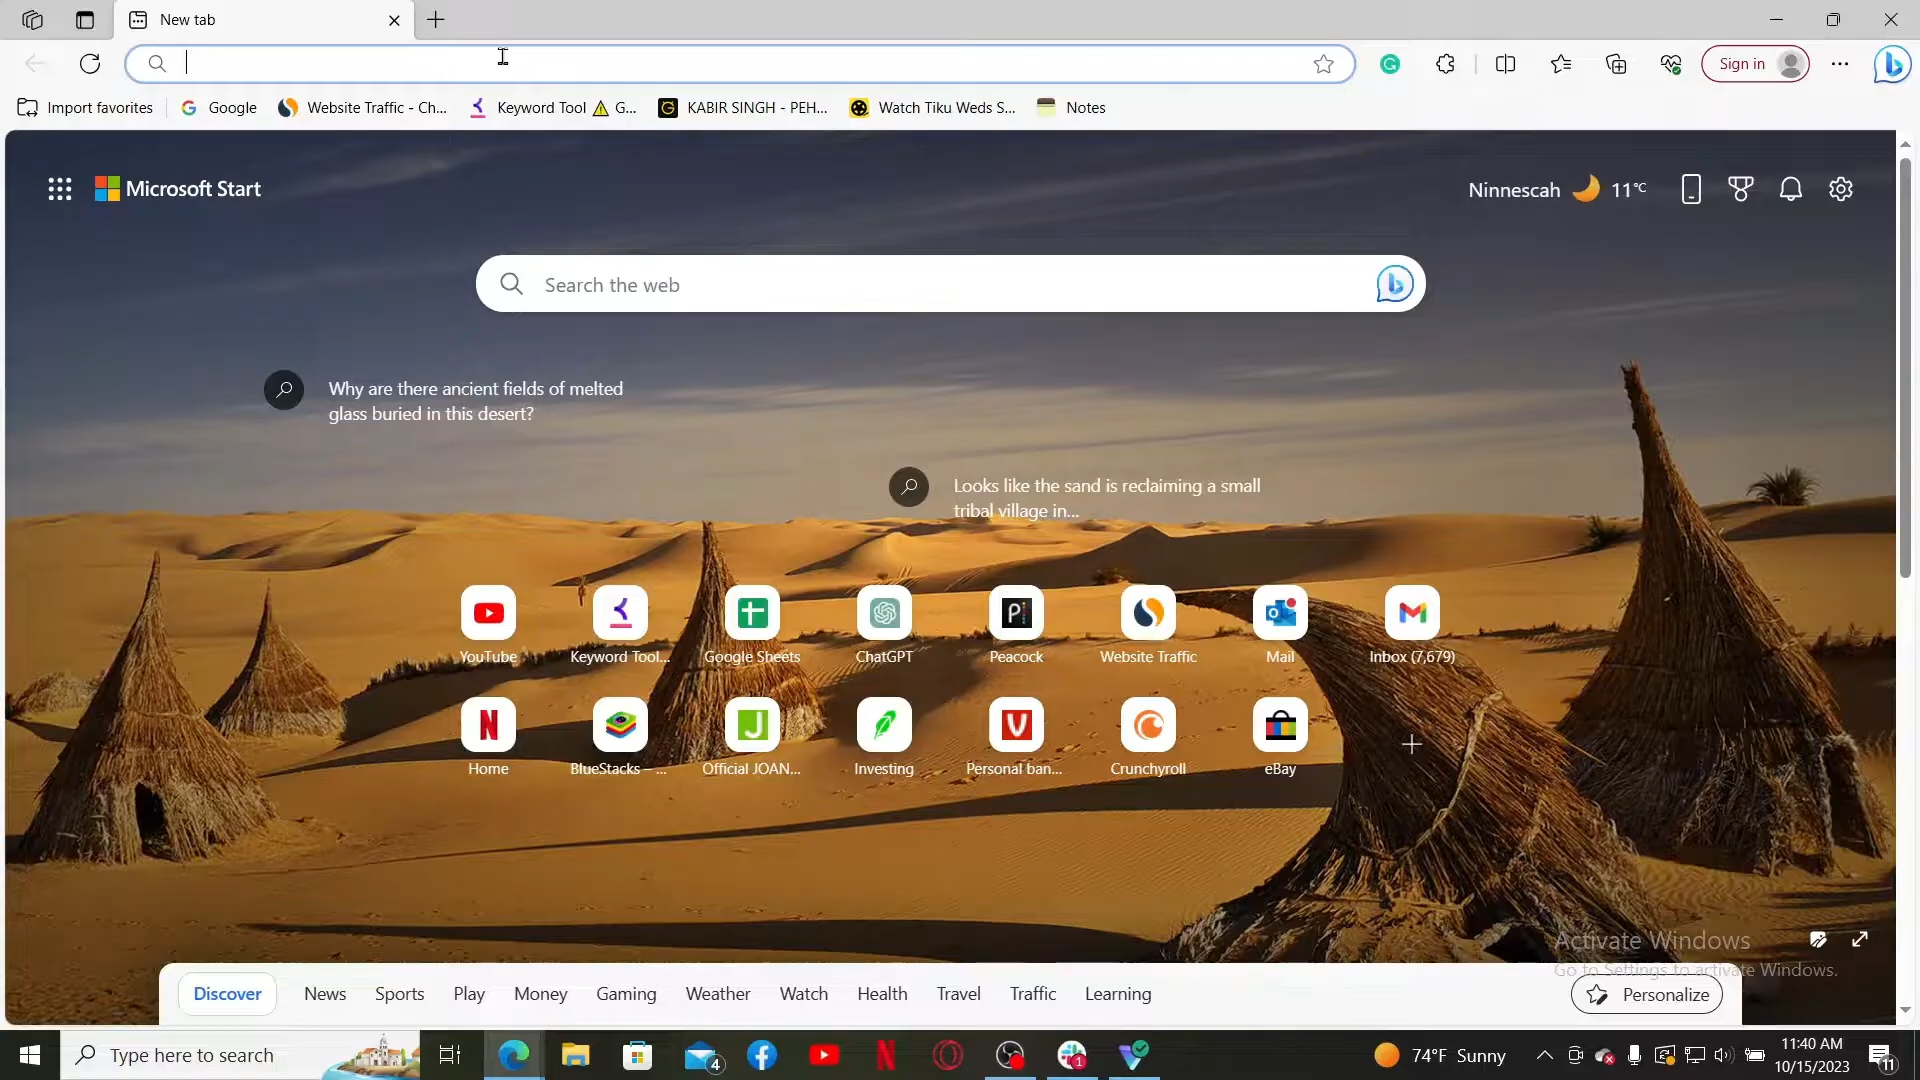 New tab
Sign in
Import favorites
Google
Website Traffic - Ch...
Keyword Tool ⚠ G...
KABIR SINGH - PEH...
Watch Tiku Weds S...
Notes
Microsoft Start
Ninnescah
11°C
Search the web
Why are there ancient fields of melted
glass buried in this desert?
Looks like the sand is reclaiming a small
tribal village in...
YouTube
Keyword Tool...
Google Sheets
ChatGPT
Peacock
Website Traffic
Mail
Inbox (7,679)
Home
BlueStacks – ...
Official JOAN...
Investing
Personal ban...
Crunchyroll
eBay
Activate Windows
Go to Settings to activate Windows.
Discover
News
Sports
Play
Money
Gaming
Weather
Watch
Health
Travel
Traffic
Learning
Personalize
Type here to search
4
1
74°F Sunny
11:40 AM
10/15/2023
11